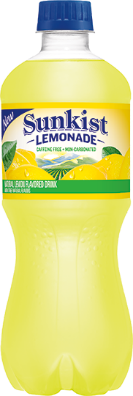 New
Sunkist
LEMONADE
CAFFEINE FREE • NON-CARBONATED
NATURAL LEMON FLAVORED DRINK